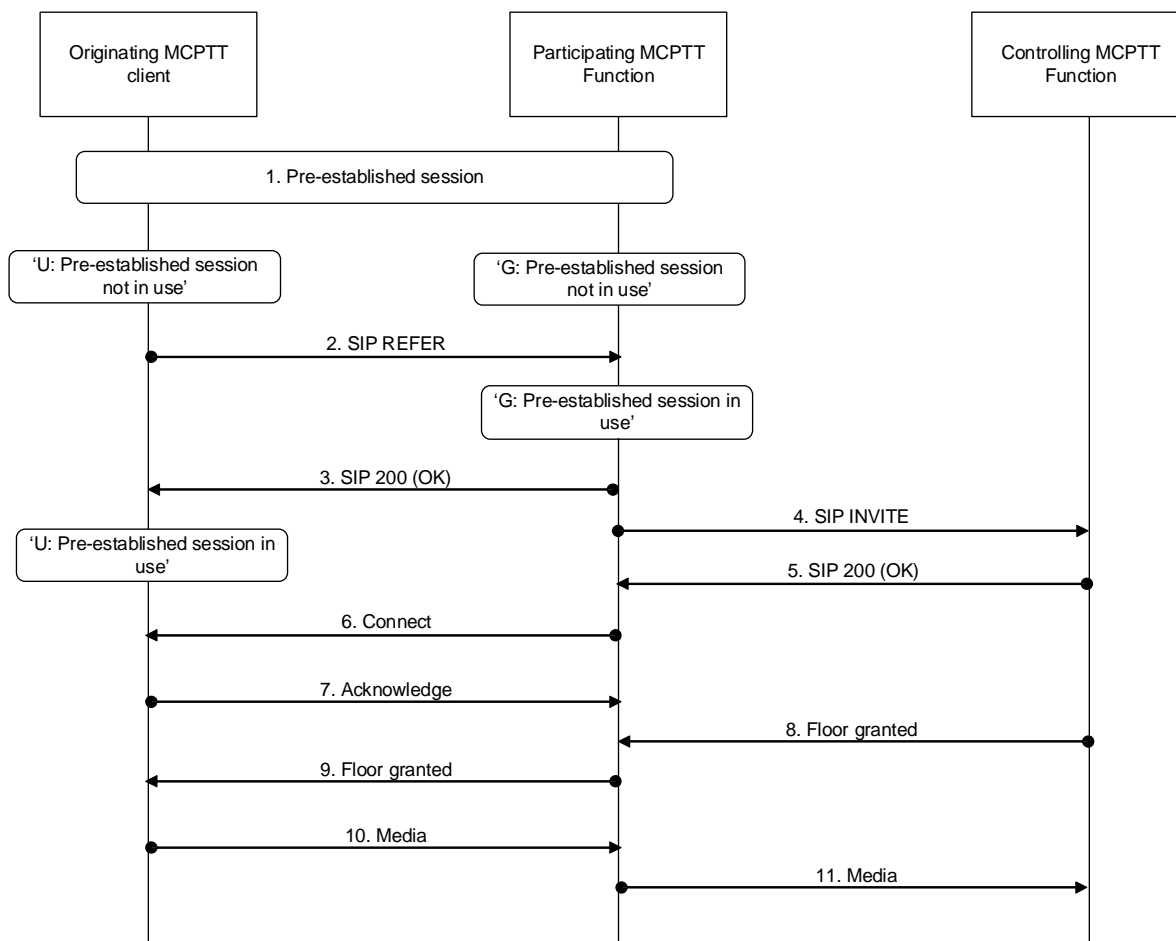 Originating MCPTT
client
Participating MCPTT
Function
Controlling MCPTT
Function
1. Pre-established session
‘U: Pre-established session
not in use’
‘G: Pre-established session
not in use’
2. SIP REFER
‘G: Pre-established session in
use’
3. SIP 200 (OK)
4. SIP INVITE
‘U: Pre-established session in
use’
5. SIP 200 (OK)
6. Connect
7. Acknowledge
8. Floor granted
9. Floor granted
10. Media
11. Media